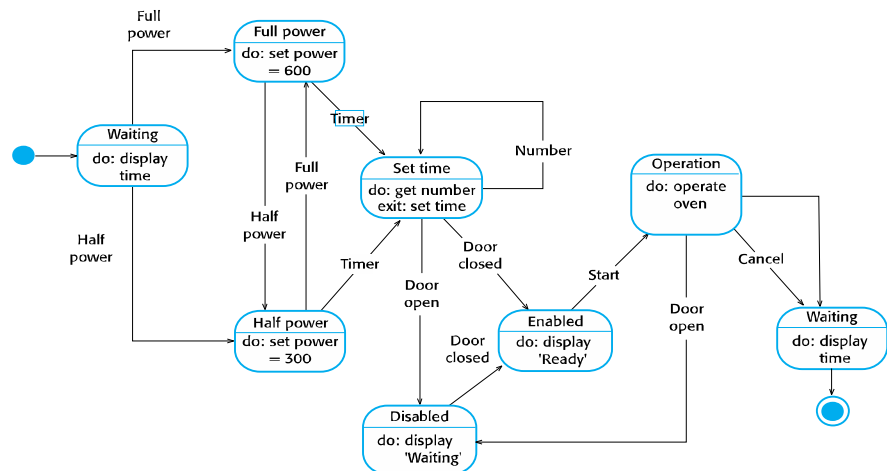 Full
power
Full power
do: set power
= 600
Timer
Waiting
do: display
time
Full
power
Half
power
Half
power
Timer
Half power
do: set power
= 300
Set time
do: get number
exit: set time
Number
Door
open
Door
closed
Door
closed
Disabled
do: display
'Waiting'
Enabled
do: display
'Ready'
Start
Operation
do: operate
oven
Door
open
Cancel
Waiting
do: display
time